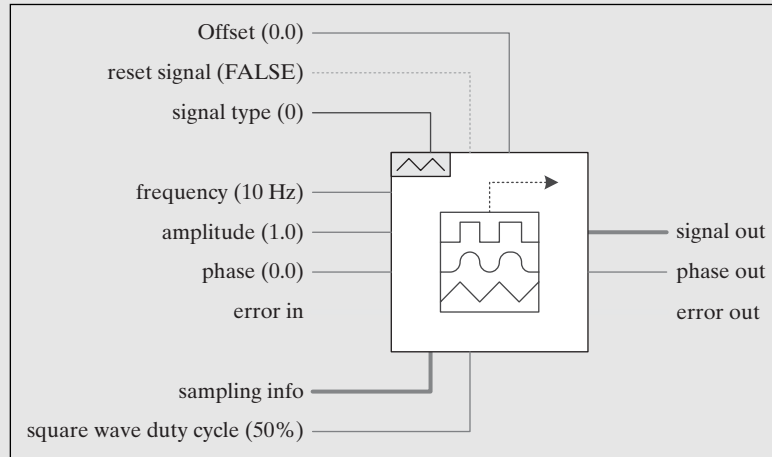 Offset (0.0)
reset signal (FALSE)
signal type (0)
frequency (10 Hz)
amplitude (1.0)
phase (0.0)
error in
sampling info
square wave duty cycle (50%)
signal out
phase out
error out